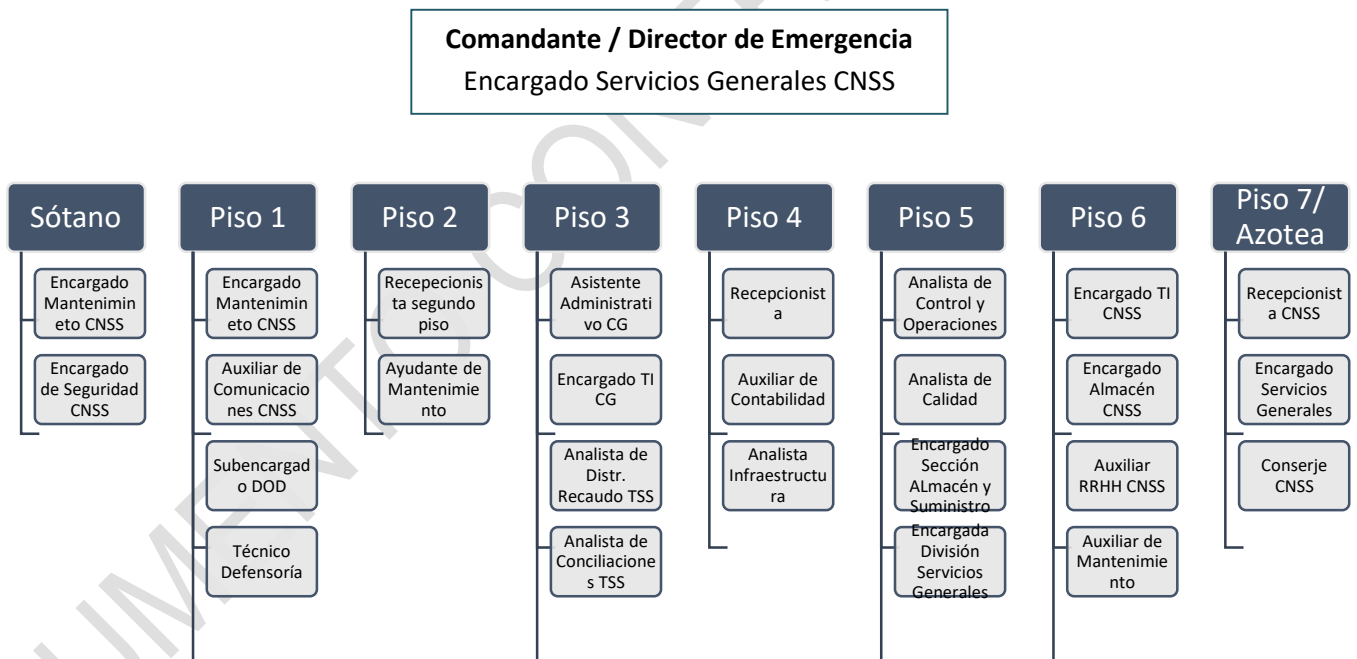 Comandante / Director de Emergencia
Encargado Servicios Generales CNSS
Sótano
Encargado
Mantenimin
eto CNSS
Encargado
de Seguridad
CNSS
Piso 1
Encargado
Mantenimin
eto CNSS
Auxiliar de
Comunicacio
nes CNSS
Subencargad
o DOD
Técnico
Defensoría
Piso 2
Recepecionis
ta segundo
piso
Ayudante de
Mantenimie
nto
Piso 3
Asistente
Administrati
vo CG
Encargado TI
CG
Analista de
Distr.
Recaudo TSS
Analista de
Conciliacione
s TSS
Piso 4
Recepcionist
a
Auxiliar de
Contabilidad
Analista
Infraestructu
ra
Piso 5
Analista de
Control y
Operaciones
Analista de
Calidad
Encargado
Sección
ALmacén y
Suministro
Encargada
División
Servicios
Generales
Piso 6
Encargado TI
CNSS
Encargado
Almacén
CNSS
Auxiliar
RRHH CNSS
Auxiliar de
Mantenimie
nto
Piso 7/
Azotea
Recepcionist
a CNSS
Encargado
Servicios
Generales
Conserje
CNSS